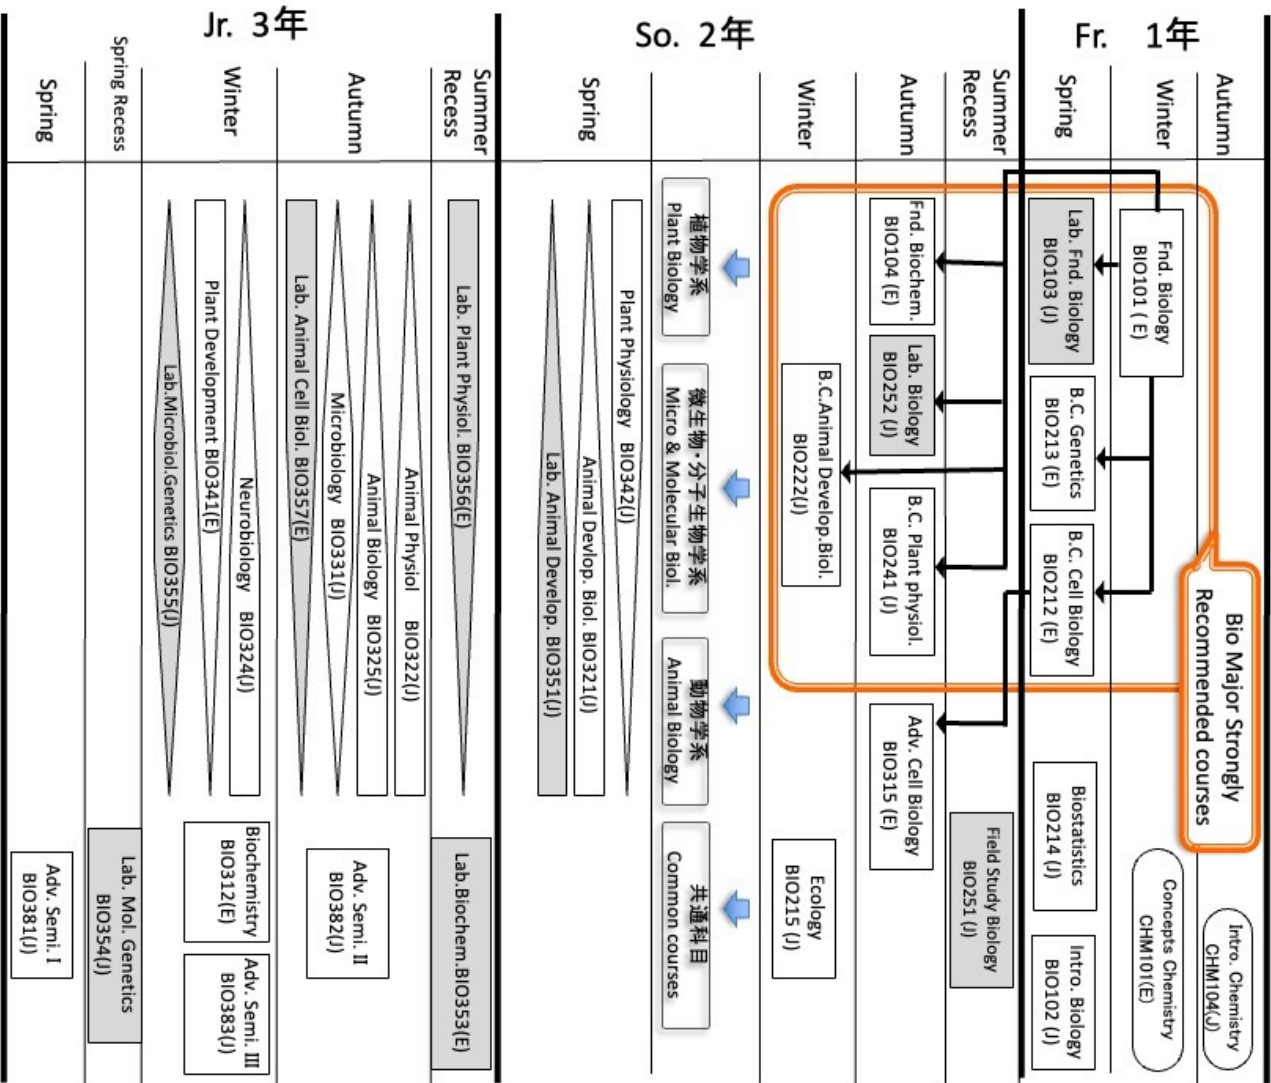 Fr. 1年
Autumn
Intro. Chemistry
CHM104(J)
Bio Major Strongly
Recommended courses
Winter
Fnd. Biology
BIO101 ( E)
Concepts Chemistry
CHM101(E)
Spring
Lab. Fnd. Biology
BIO103 (J)
B.C. Genetics
BIO213 (E)
B.C. Cell Biology
BIO212 (E)
Biostatistics
BIO214 (J)
Intro. Biology
BIO102 (J)
So. 2年
Summer
Recess
Field Study Biology
BIO251 (J)
Autumn
Fnd. Biochem.
BIO104 (E)
Lab. Biology
BIO252 (J)
B.C. Plant physiol.
BIO241 (J)
Adv. Cell Biology
BIO315 (E)
Winter
B.C.Animal Develop.Biol.
BIO222(J)
Ecology
BIO215 (J)
植物学系
Plant Biology
微生物・分子生物学系
Micro & Molecular Biol.
動物学系
Animal Biology
共通科目
Common courses
Spring
Plant Physiology BIO342(J)
Animal Devlop. Biol. BIO321(J)
Lab. Animal Develop. BIO351(J)
Jr. 3年
Summer
Recess
Lab. Plant Physiol. BIO356(E)
Lab.Biochem.BIO353(E)
Autumn
Animal Physiol BIO322(J)
Animal Biology BIO325(J)
Microbiology BIO331(J)
Lab. Animal Cell Biol. BIO357(E)
Adv. Semi. II
BIO382(J)
Winter
Neurobiology BIO324(J)
Plant Development BIO341(E)
Lab.Microbiol.Genetics BIO355(J)
Biochemistry
BIO312(E)
Adv. Semi. III
BIO383(J)
Spring Recess
Lab. Mol. Genetics
BIO354(J)
Spring
Adv. Semi. I
BIO381(J)